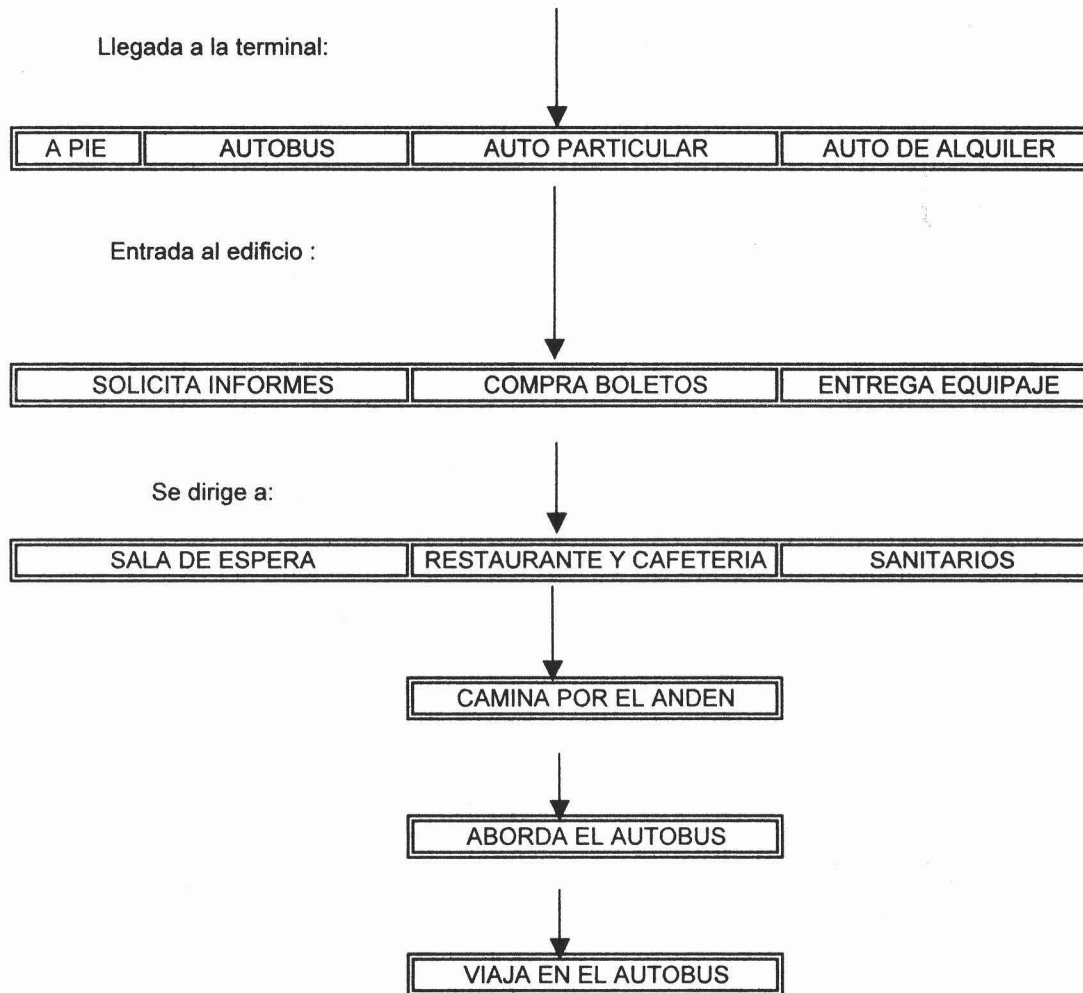 Llegada a la terminal:
A PIE AUTOBUS AUTO PARTICULAR AUTO DE ALQUILER
Entrada al edificio :
SOLICITA INFORMES COMPRA BOLETOS ENTREGA EQUIPAJE
Se dirige a:
SALA DE ESPERA RESTAURANTE Y CAFETERIA SANITARIOS
CAMINA POR EL ANDEN
ABORDA EL AUTOBUS
VIAJA EN EL AUTOBUS